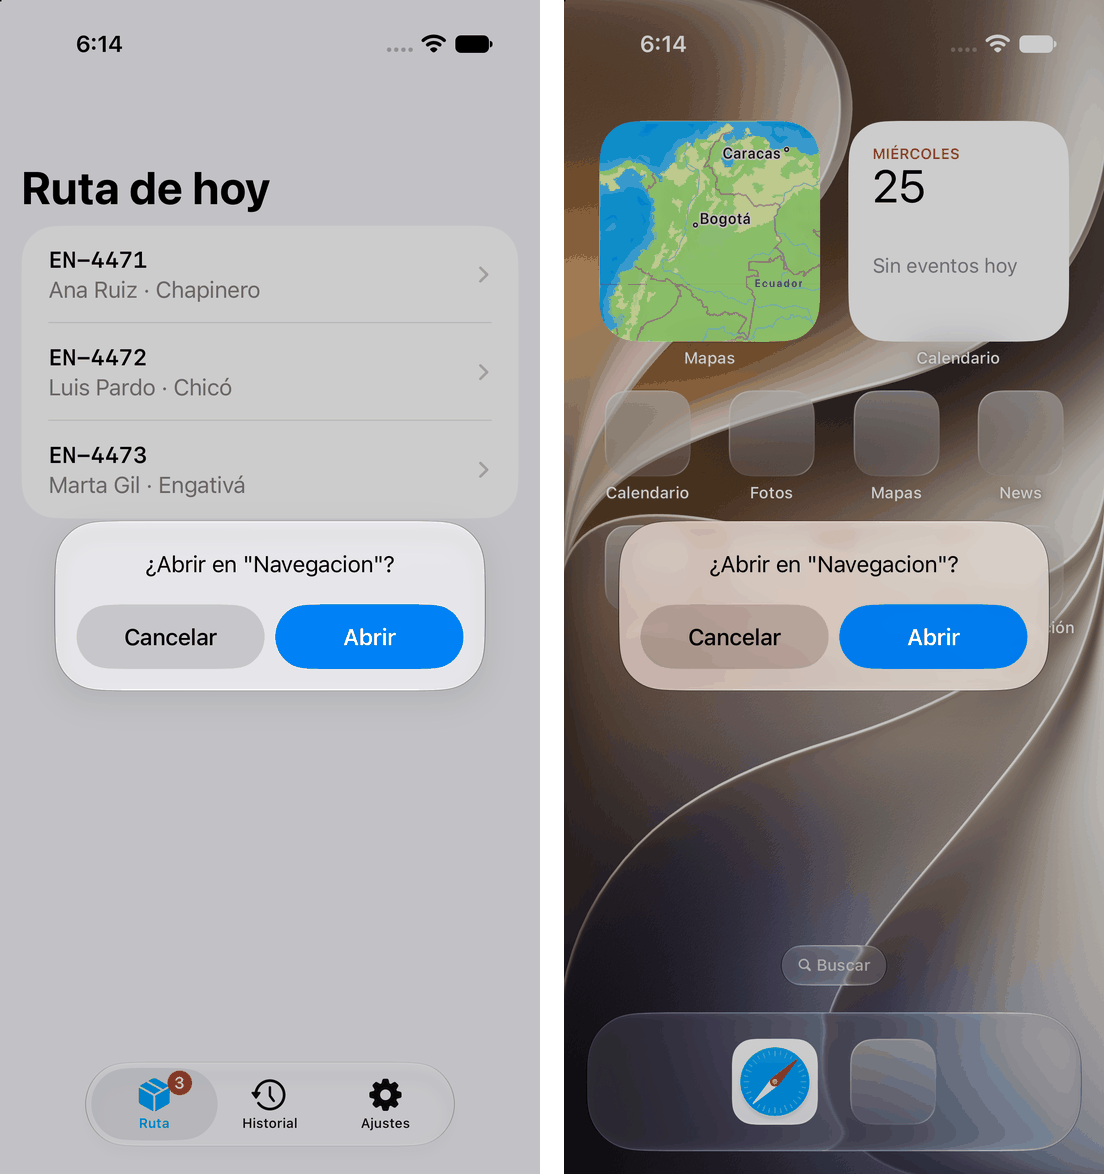 6:14
Ruta de hoy
EN–4471
Ana Ruiz · Chapinero
EN–4472
Luis Pardo · Chicó
EN–4473
Marta Gil · Engativá
¿Abrir en "Navegacion"?
Cancelar Abrir
3
Ruta Historial Ajustes
6:14
Caracas
Bogotá
Ecuador
Mapas
MIÉRCOLES
25
Sin eventos hoy
Calendario
Calendario Fotos Mapas News
¿Abrir en "Navegacion"?
Cancelar Abrir
Buscar